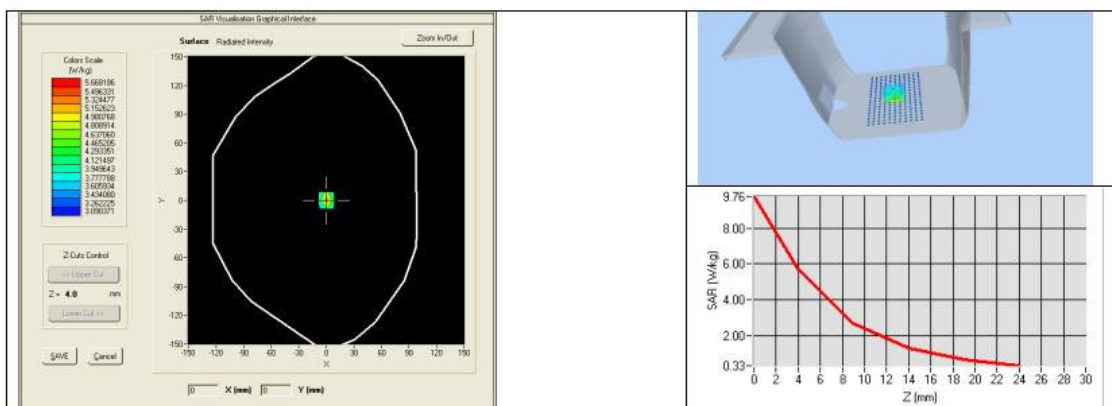 SAR Visualisation Graphical Interface
Surface Radiated Intensity
Zoom In/Out
Colors Scale
(W/kg)
5.668186
5.496331
5.324477
5.152623
4.980768
4.808914
4.637060
4.465205
4.293351
4.121497
3.949643
3.777788
3.605934
3.434080
3.262225
3.090371
Z-Cuts Control
<< Upper Cut
Z = 4.0 mm
Lower Cut >>
SAVE Cancel
Y
150
120
90
60
30
0
-30
-60
-90
-120
-150
-150 -120 -90 -60 -30 0 30 60 90 120 150
X
0 X (mm) 0 Y (mm)
SAR (W/kg)
9.76
8.00
6.00
4.00
2.00
0.33
0 2 4 6 8 10 12 14 16 18 20 22 24 26 28 30
Z (mm)